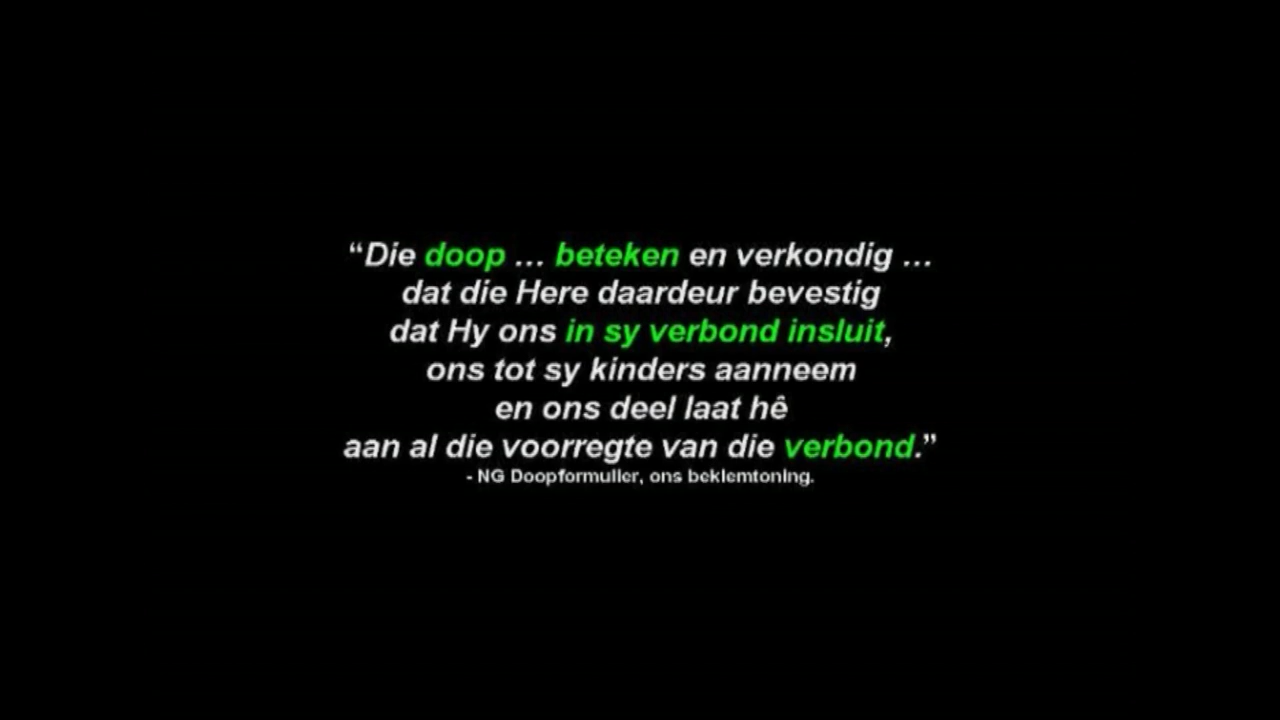 “Die doop … beteken en verkondig …
dat die Here daardeur bevestig
dat Hy ons in sy verbond insluit,
ons tot sy kinders aanneem
en ons deel laat hê
aan al die voorregte van die verbond.”
- NG Doopformulier, ons beklemtoning.